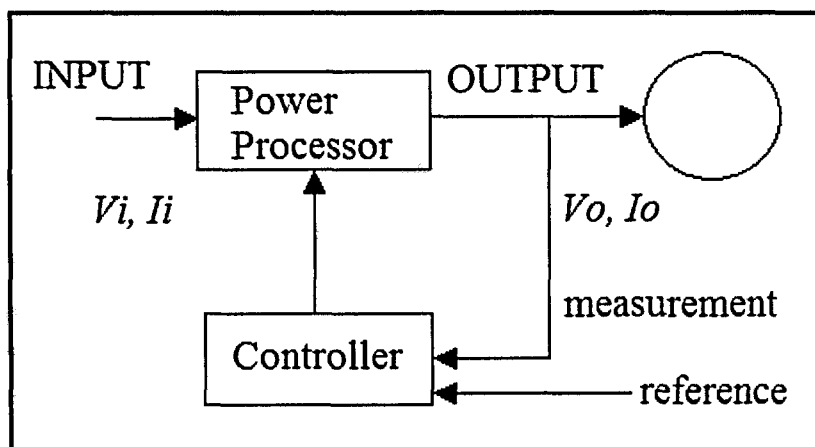 INPUT
Power
Processor
OUTPUT
Vi, Ii
Vo, Io
measurement
Controller
reference